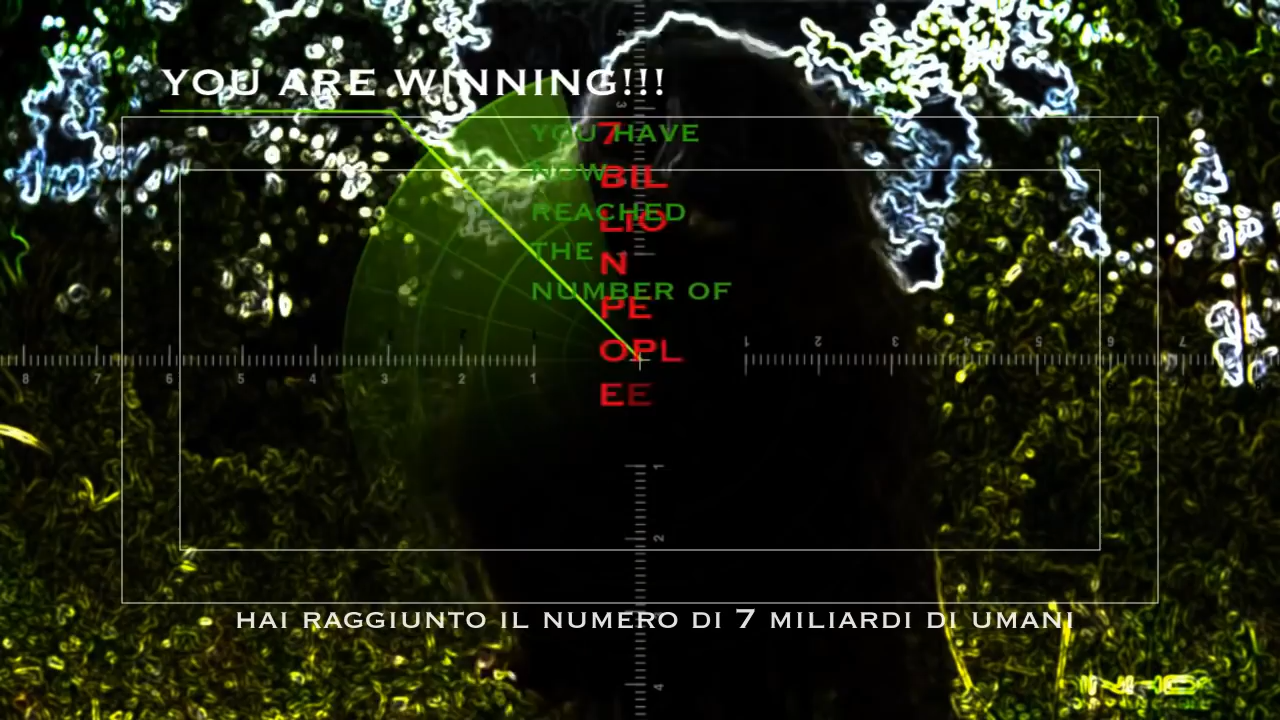 YOU ARE WINNING!!!
YOU HAVE
NOW
REACHED
THE
NUMBER OF
7
BIL
LIO
N
PE
OPL
EE
HAI RAGGIUNTO IL NUMERO DI 7 MILIARDI DI UMANI